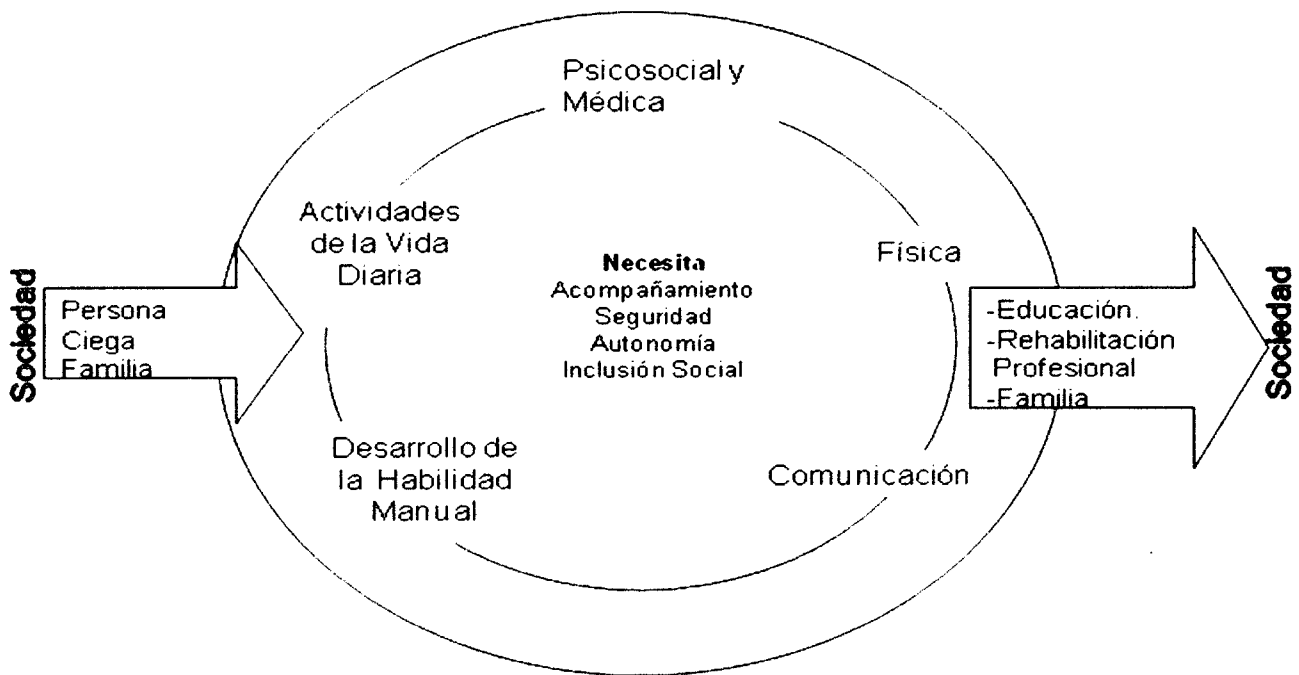 Psicosocial y
Médica
Actividades
de la Vida
Diaria
Física
Necesita
Acompañamiento
Seguridad
Autonomía
Inclusión Social
Sociedad
Persona
Ciega
Familia
-Educación.
-Rehabilitación
Profesional
-Familia
Sociedad
Desarrollo de
la Habilidad
Manual
Comunicación